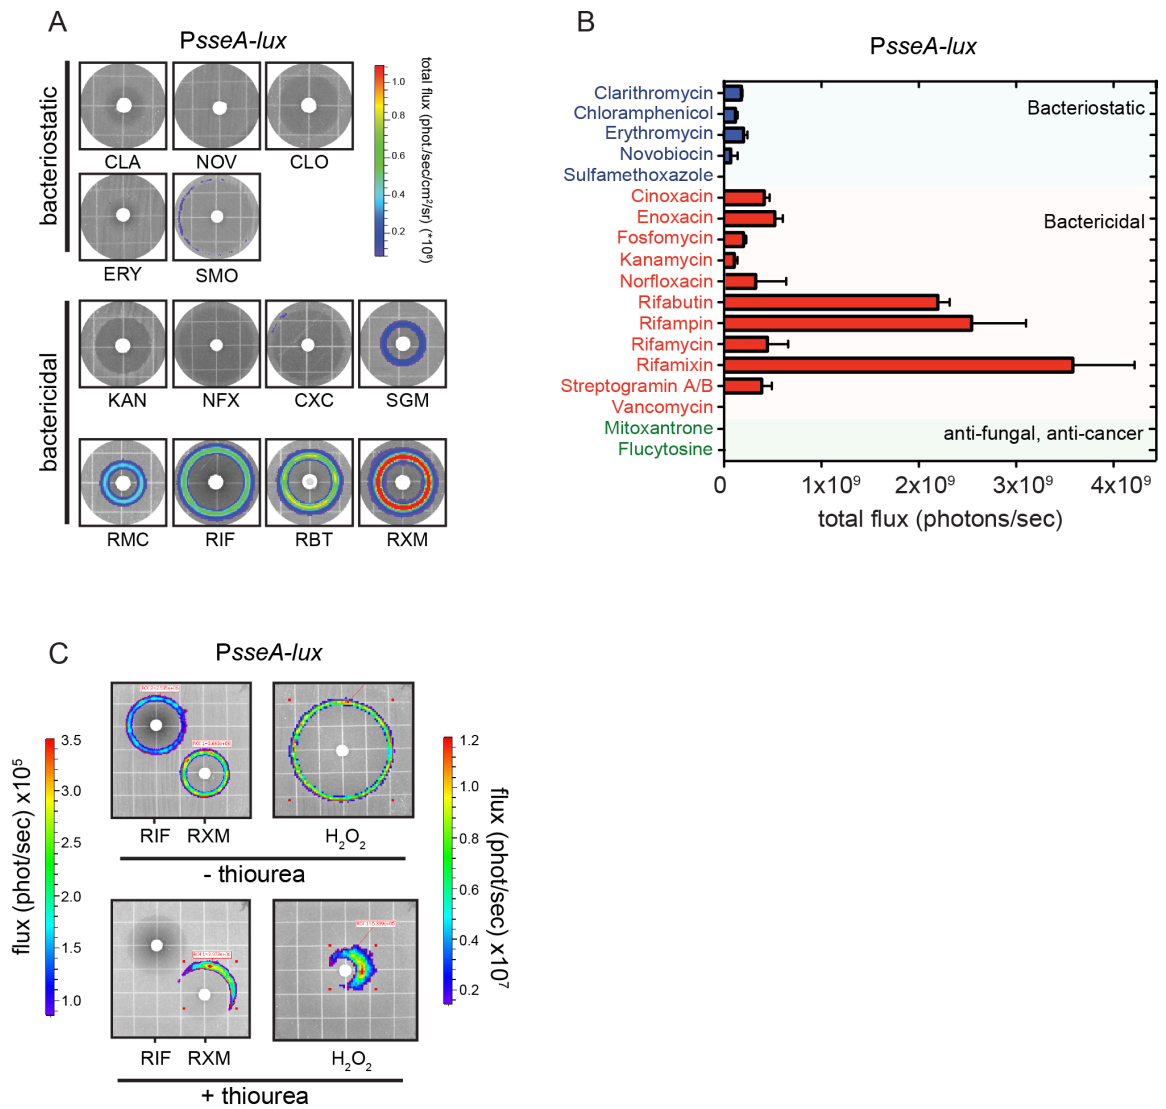 A
PsseA-lux
bacteriostatic
CLA NOV CLO
ERY SMO
total flux (phot./sec/cm²/sr) (*10⁸)
1.0
0.8
0.6
0.4
0.2
bactericidal
KAN NFX CXC SGM
RMC RIF RBT RXM
B
PsseA-lux
Clarithromycin
Chloramphenicol
Erythromycin
Novobiocin
Sulfamethoxazole
Cinoxacin
Enoxacin
Fosfomycin
Kanamycin
Norfloxacin
Rifabutin
Rifampin
Rifamycin
Rifamixin
Streptogramin A/B
Vancomycin
Mitoxantrone
Flucytosine
Bacteriostatic
Bactericidal
anti-fungal, anti-cancer
0 1x10⁹ 2x10⁹ 3x10⁹ 4x10⁹
total flux (photons/sec)
C
PsseA-lux
flux (phot/sec) x10⁵
3.5
3.0
2.5
2.0
1.5
1.0
RIF RXM H₂O₂
- thiourea
RIF RXM H₂O₂
+ thiourea
1.2
1.0
0.8
0.6
0.4
0.2
flux (phot/sec) x10⁷